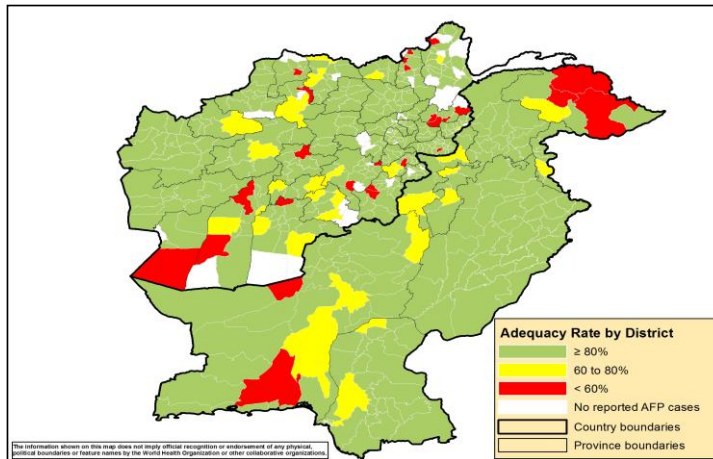 Adequacy Rate by District
≥ 80%
60 to 80%
< 60%
No reported AFP cases
Country boundaries
Province boundaries
The information shown on this map does not imply official recognition or endorsement of any physical,
political boundaries or feature names by the World Health Organization or other collaborative organizations.